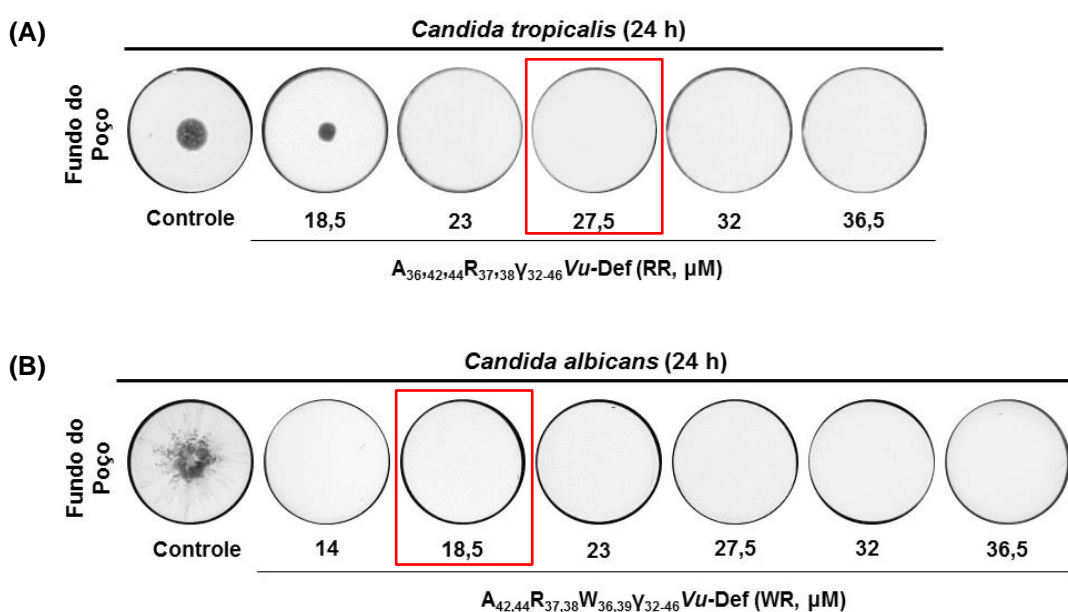 (A)
Candida tropicalis (24 h)
Fundo do
Poço
Controle 18,5 23 27,5 32 36,5
A₃₆,₄₂,₄₄R₃₇,₃₈γ₃₂₋₄₆Vu-Def (RR, µM)
(B)
Candida albicans (24 h)
Fundo do
Poço
Controle 14 18,5 23 27,5 32 36,5
A₄₂,₄₄R₃₇,₃₈W₃₆,₃₉γ₃₂₋₄₆Vu-Def (WR, µM)